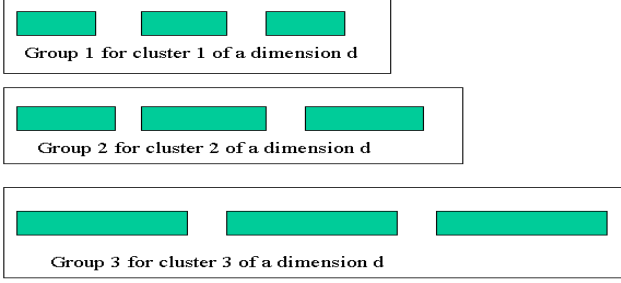 Group 1 for cluster 1 of a dimension d
Group 2 for cluster 2 of a dimension d
Group 3 for cluster 3 of a dimension d